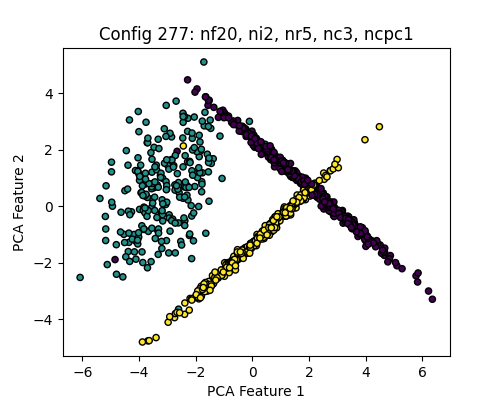 Config 277: nf20, ni2, nr5, nc3, ncpc1
PCA Feature 2
4
2
0
−2
−4
−6 −4 −2 0 2 4 6
PCA Feature 1